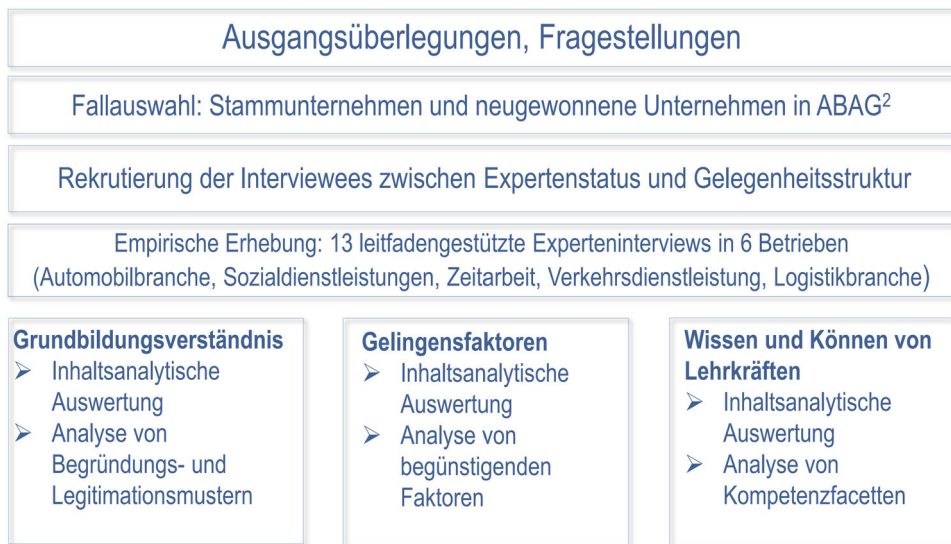 Ausgangsüberlegungen, Fragestellungen
Fallauswahl: Stammunternehmen und neugewonnene Unternehmen in ABAG²
Rekrutierung der Interviewees zwischen Expertenstatus und Gelegenheitsstruktur
Empirische Erhebung: 13 leitfadengestützte Experteninterviews in 6 Betrieben
(Automobilbranche, Sozialdienstleistungen, Zeitarbeit, Verkehrsdienstleistung, Logistikbranche)
Grundbildungsverständnis
➢ Inhaltsanalytische
Auswertung
➢ Analyse von
Begründungs- und
Legitimationsmustern
Gelingensfaktoren
➢ Inhaltsanalytische
Auswertung
➢ Analyse von
begünstigenden
Faktoren
Wissen und Können von
Lehrkräften
➢ Inhaltsanalytische
Auswertung
➢ Analyse von
Kompetenzfacetten